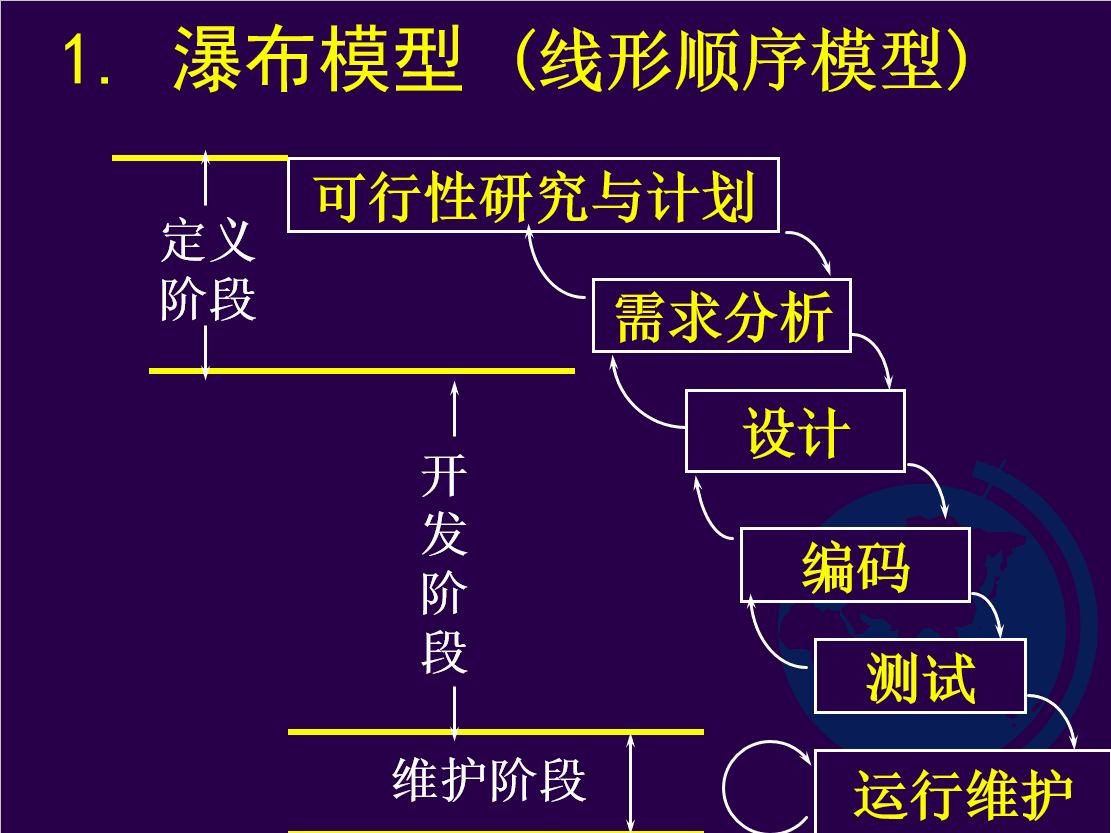 1. 瀑布模型 (线形顺序模型)
可行性研究与计划
定义
阶段
需求分析
设计
开
发
阶
段
编码
测试
维护阶段
运行维护